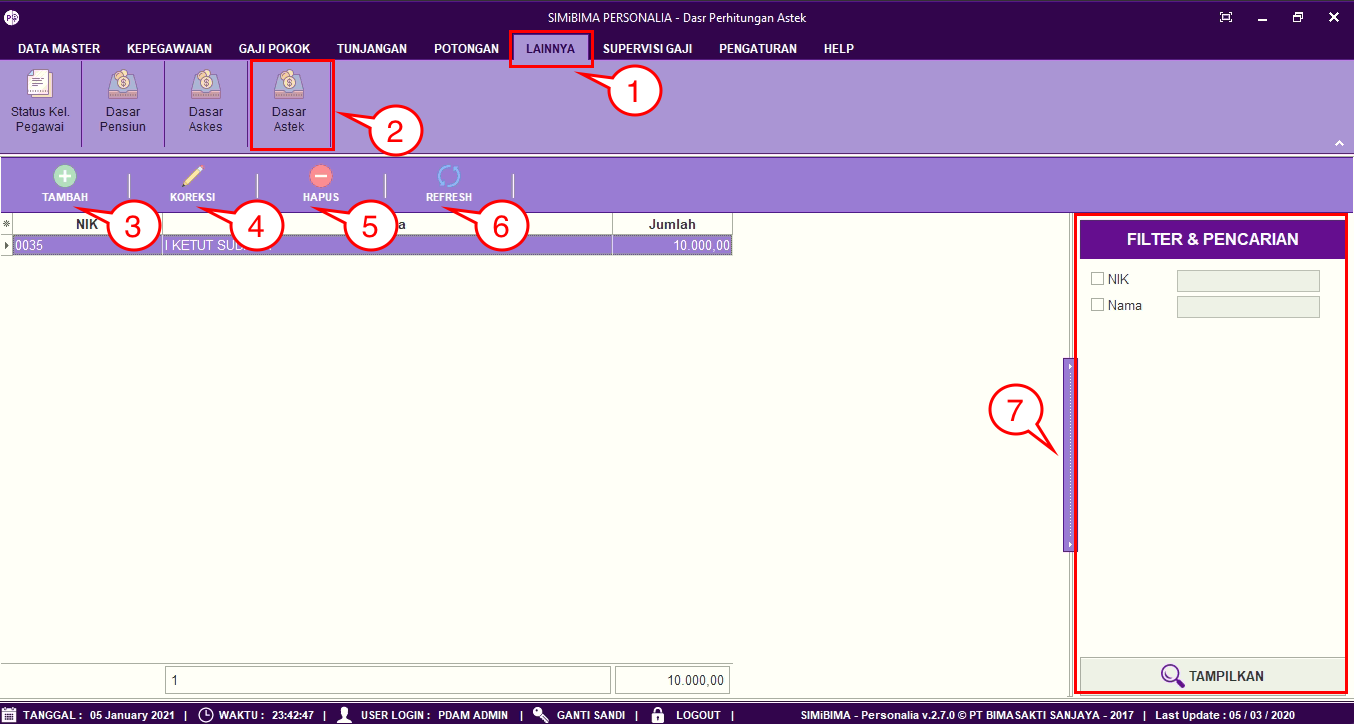 SIMiBIMA PERSONALIA - Dasr Perhitungan Astek
DATA MASTER KEPEGAWAIAN GAJI POKOK TUNJANGAN POTONGAN LAINNYA SUPERVISI GAJI PENGATURAN HELP
1
Status Kel. Pegawai
Dasar Pensiun
Dasar Askes
Dasar Astek
2
TAMBAH KOREKSI HAPUS REFRESH
3 4 5 6
NIK Jumlah
0035 I KETUT 10.000,00
FILTER & PENCARIAN
NIK
Nama
7
1 10.000,00
TAMPILKAN
TANGGAL : 05 January 2021 | WAKTU : 23:42:47 | USER LOGIN : PDAM ADMIN | GANTI SANDI | LOGOUT | SIMiBIMA - Personalia v.2.7.0 © PT BIMASAKTI SANJAYA - 2017 | Last Update : 05 / 03 / 2020